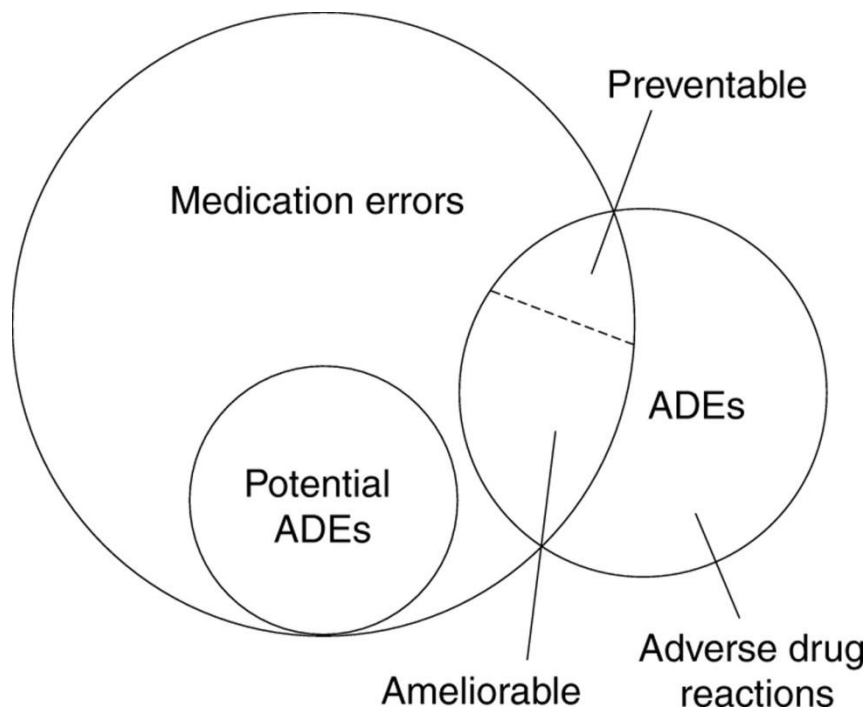 Preventable
Medication errors
ADEs
Potential
ADEs
Adverse drug
reactions
Ameliorable